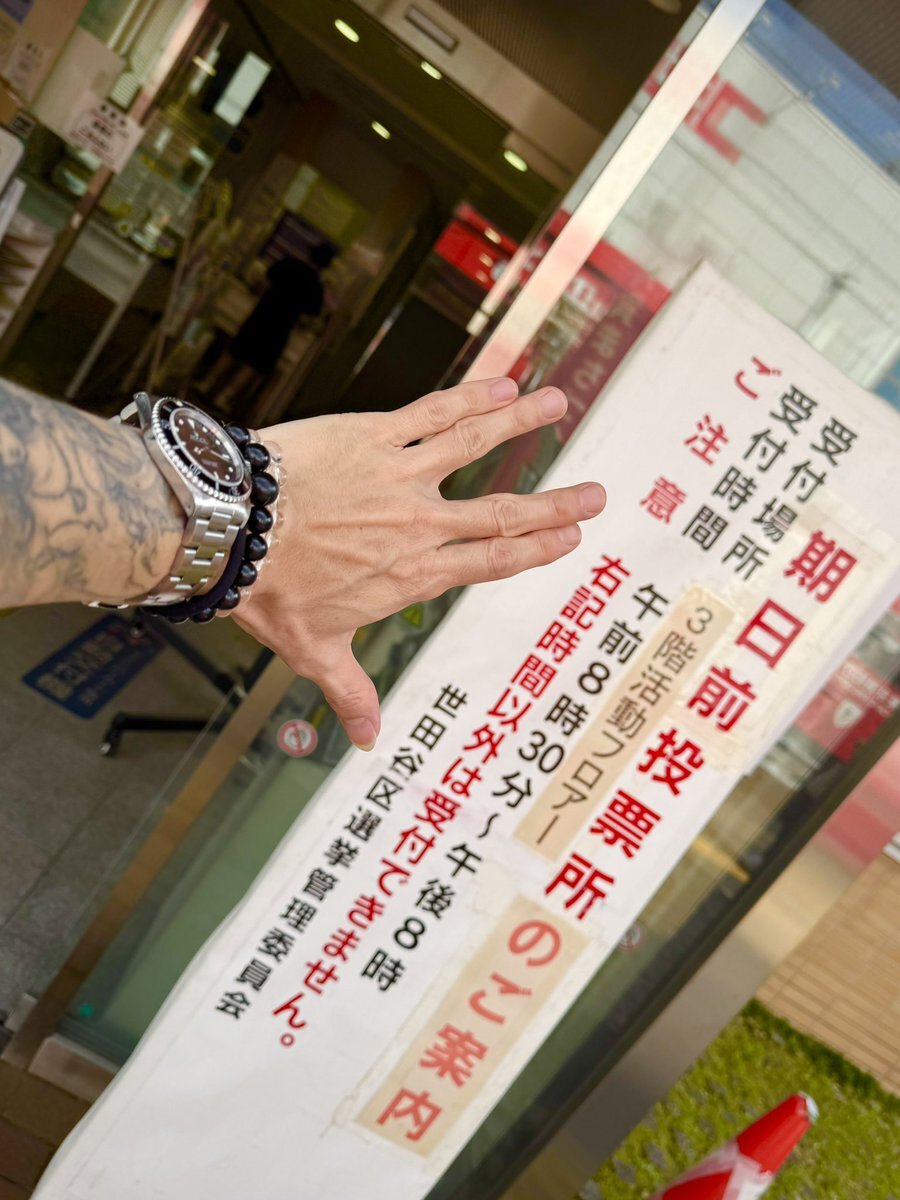 期日前投票所のご案内
受付場所 3階活動フロアー
受付時間 午前8時30分~午後8時
ご注意 右記時間以外は受付できません。
世田谷区選挙管理委員会